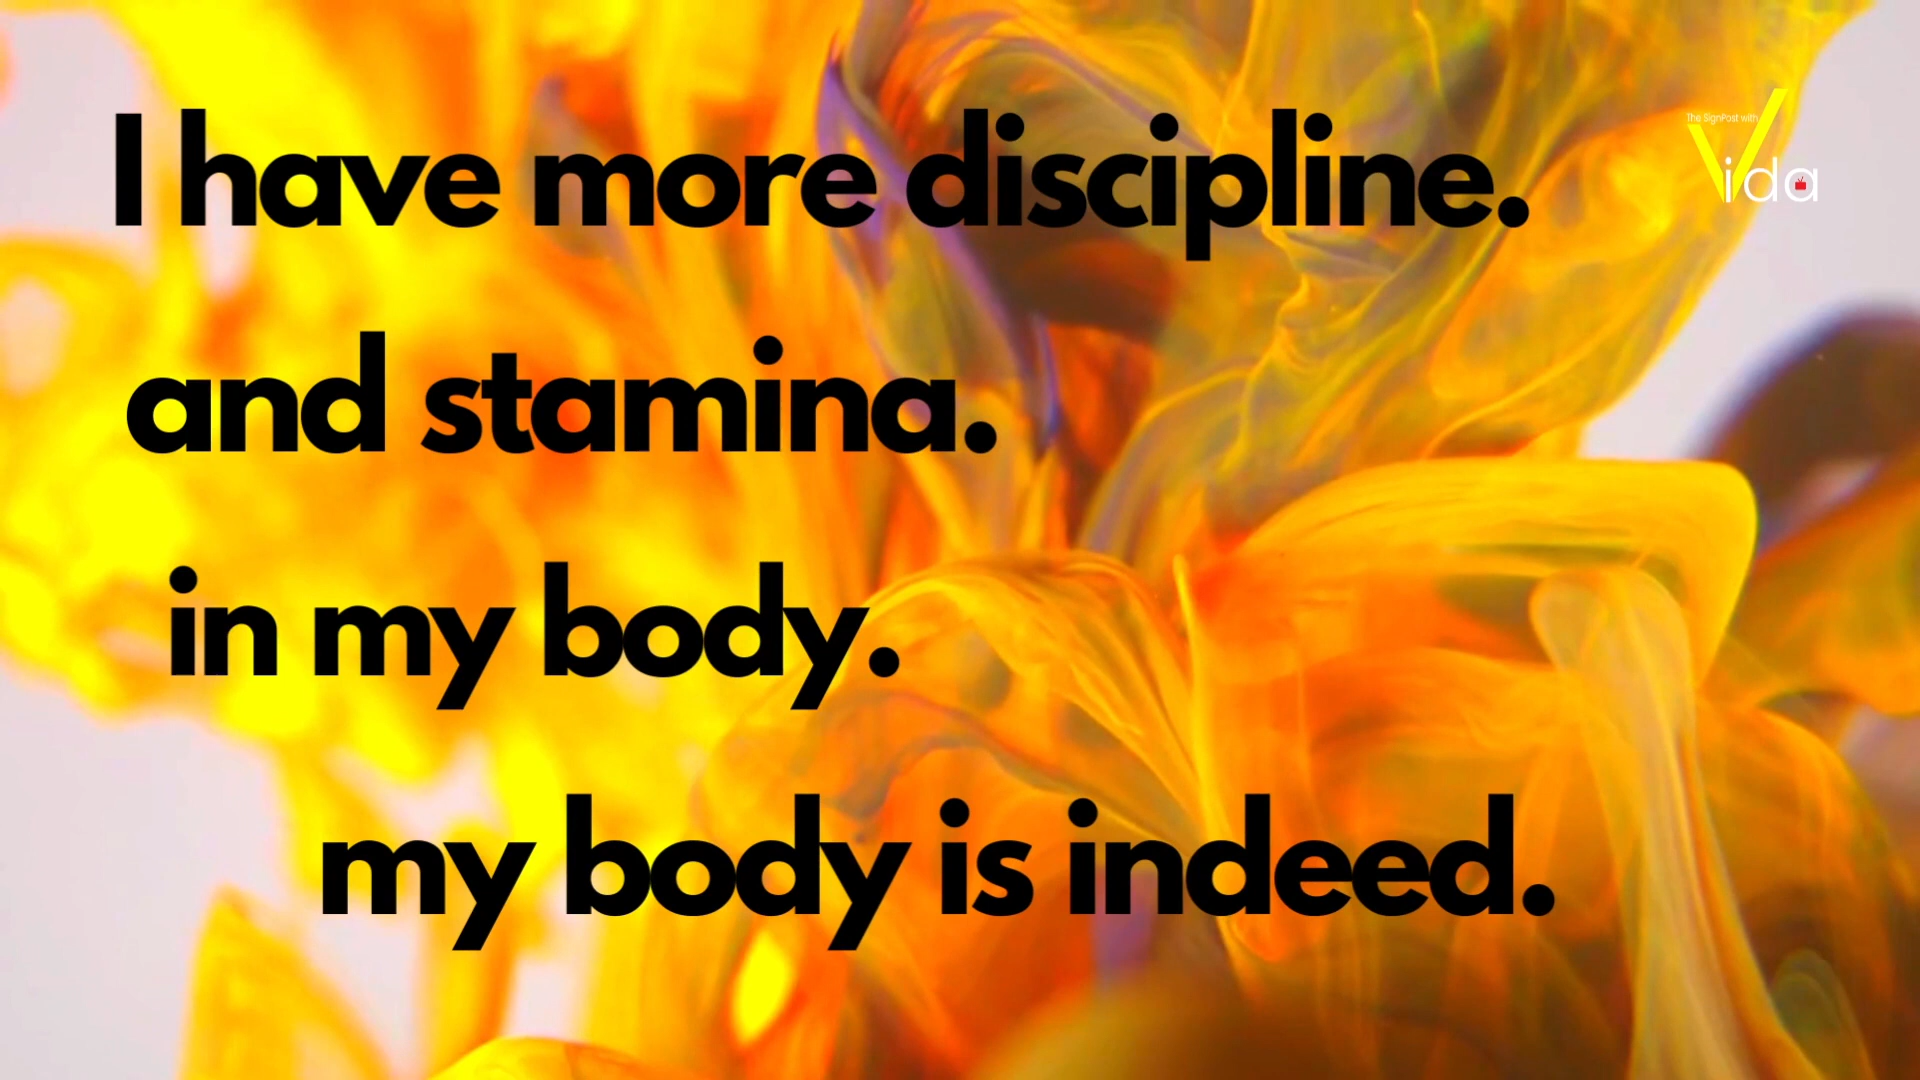 I have more discipline.
The SignPost with
Vida
and stamina.
in my body.
my body is indeed.